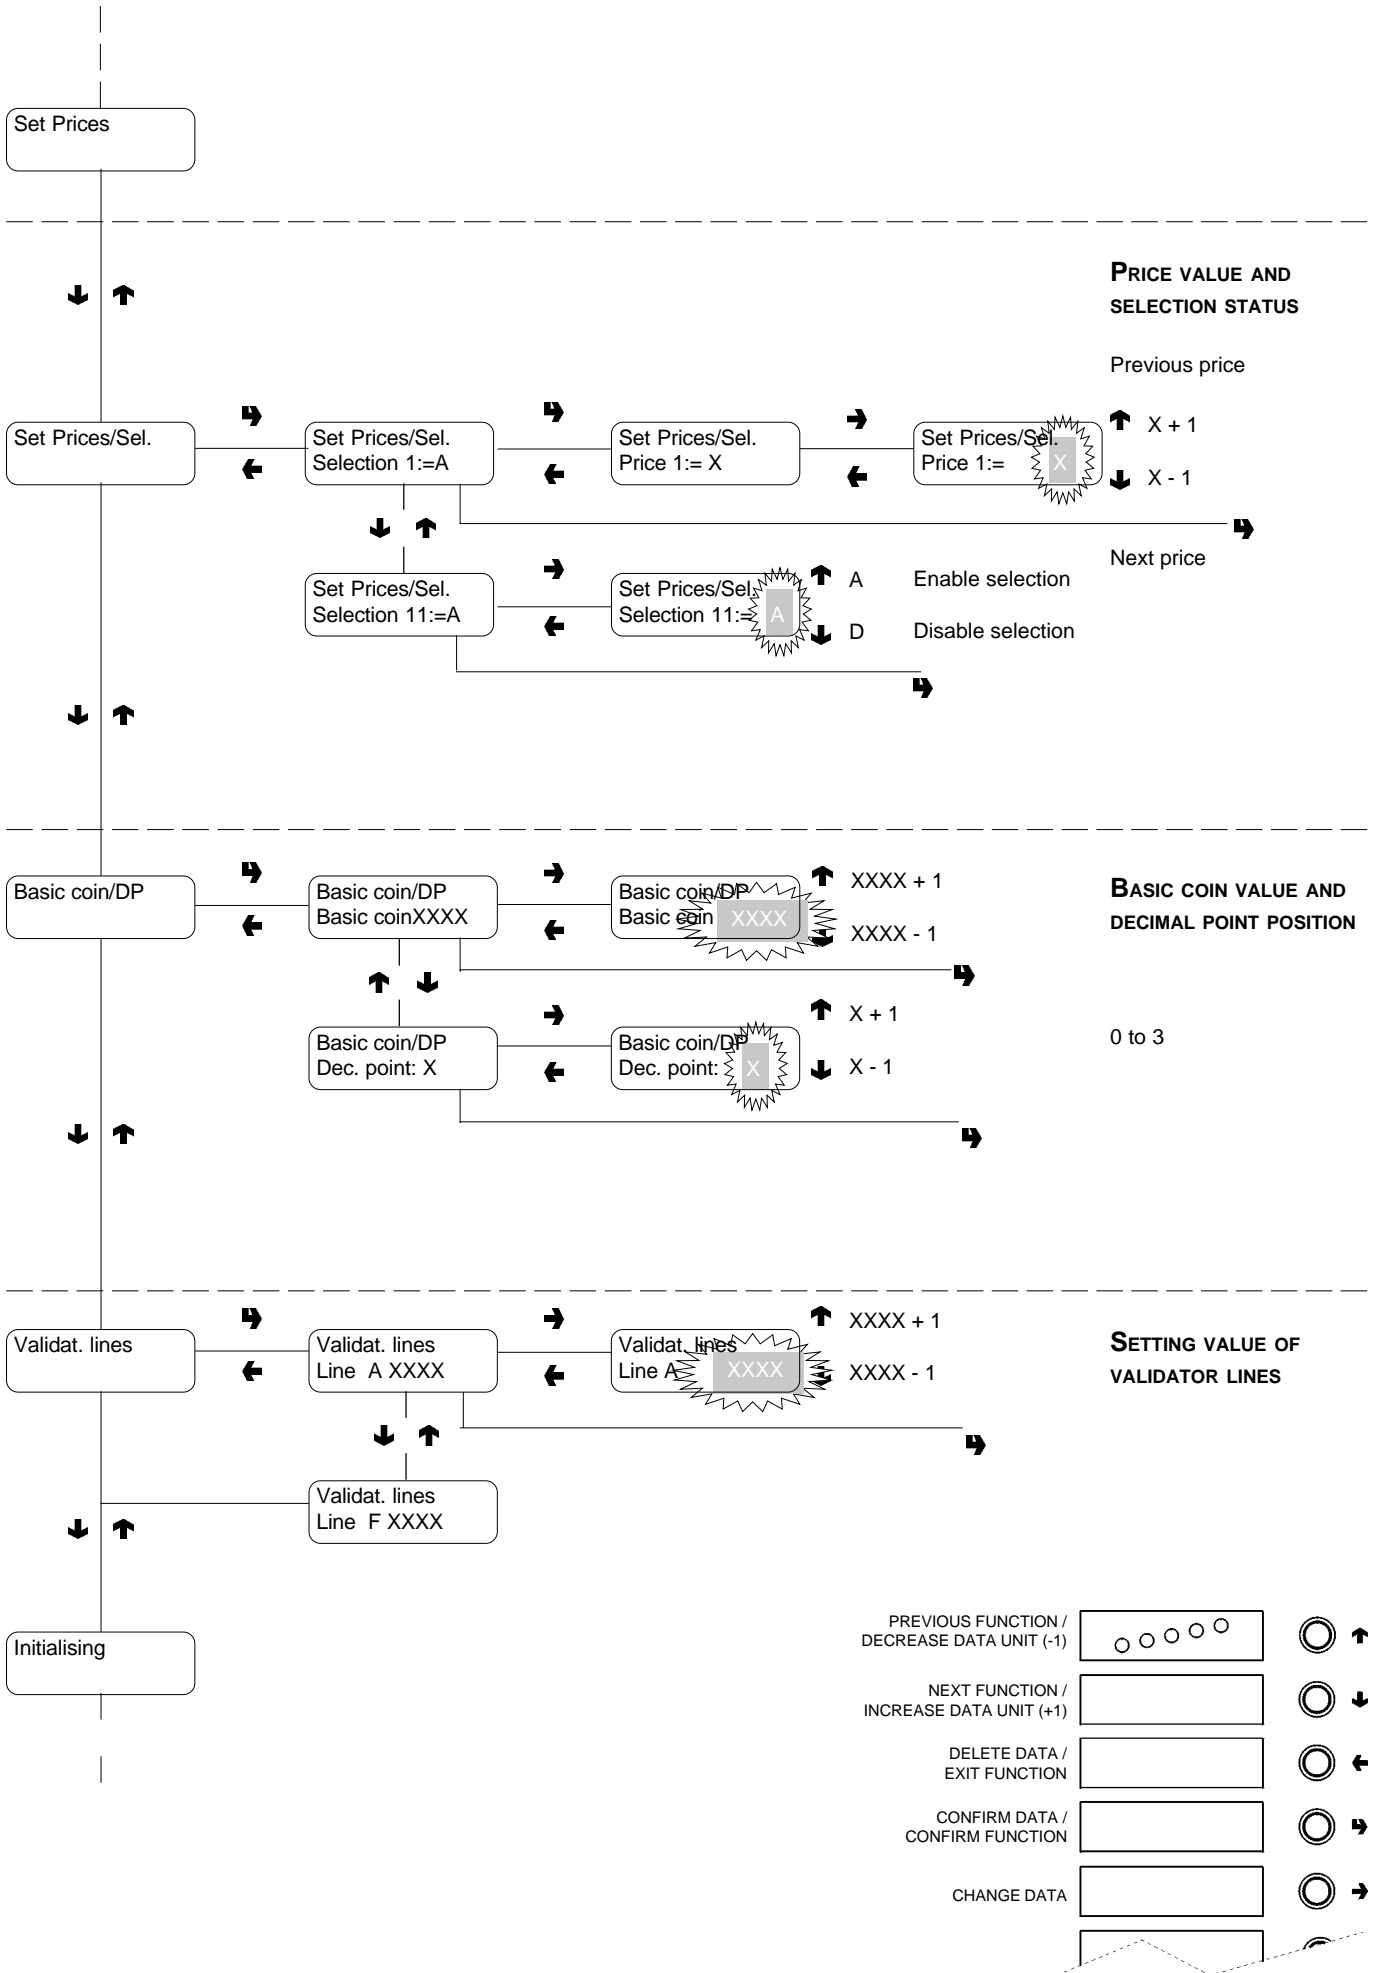 Set Prices
PRICE VALUE AND
SELECTION STATUS
Previous price
Set Prices/Sel.
Set Prices/Sel.
Selection 1:=A
Set Prices/Sel.
Price 1:= X
Set Prices/Sel.
Price 1:= X
X + 1
X - 1
Next price
Set Prices/Sel.
Selection 11:=A
Set Prices/Sel.
Selection 11:= A
A Enable selection
D Disable selection
Basic coin/DP
Basic coin/DP
Basic coinXXXX
Basic coin/DP
Basic coin XXXX
XXXX + 1
XXXX - 1
BASIC COIN VALUE AND
DECIMAL POINT POSITION
Basic coin/DP
Dec. point: X
Basic coin/DP
Dec. point: X
X + 1
X - 1
0 to 3
Validat. lines
Validat. lines
Line A XXXX
Validat. lines
Line A XXXX
XXXX + 1
XXXX - 1
SETTING VALUE OF
VALIDATOR LINES
Validat. lines
Line F XXXX
Initialising
PREVIOUS FUNCTION /
DECREASE DATA UNIT (-1)
NEXT FUNCTION /
INCREASE DATA UNIT (+1)
DELETE DATA /
EXIT FUNCTION
CONFIRM DATA /
CONFIRM FUNCTION
CHANGE DATA